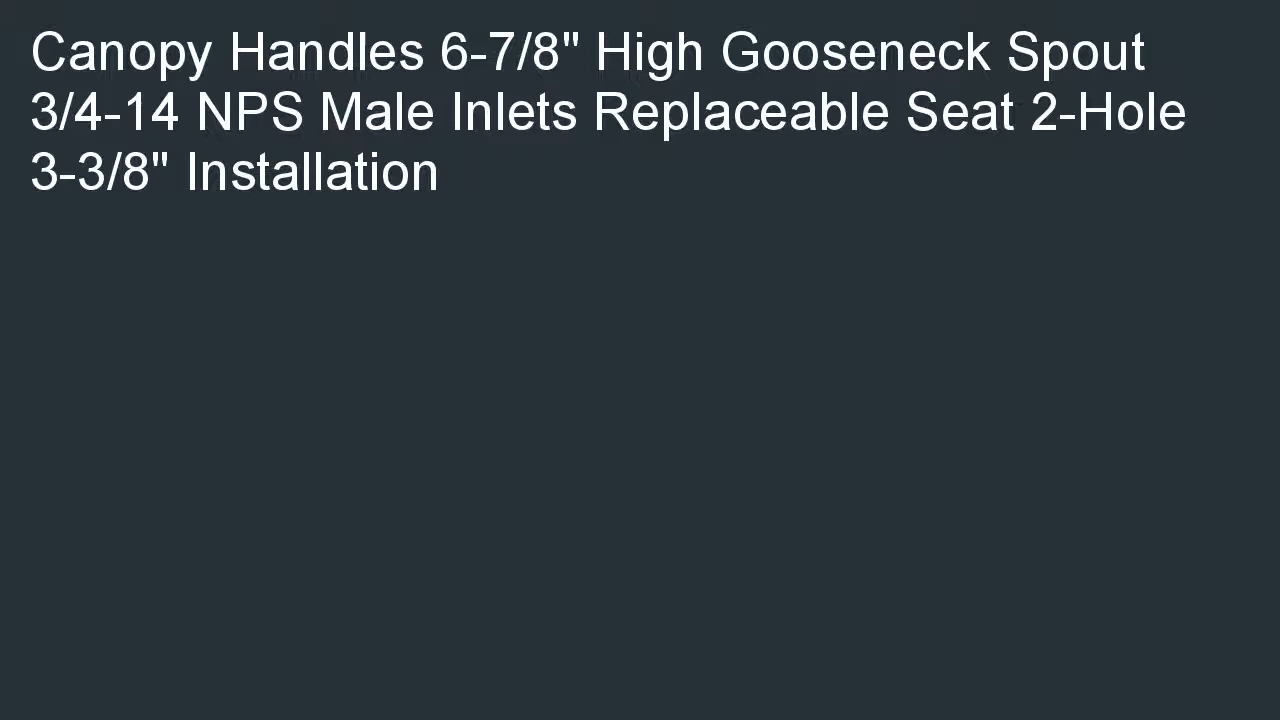 Canopy Handles 6-7/8" High Gooseneck Spout
3/4-14 NPS Male Inlets Replaceable Seat 2-Hole
3-3/8" Installation